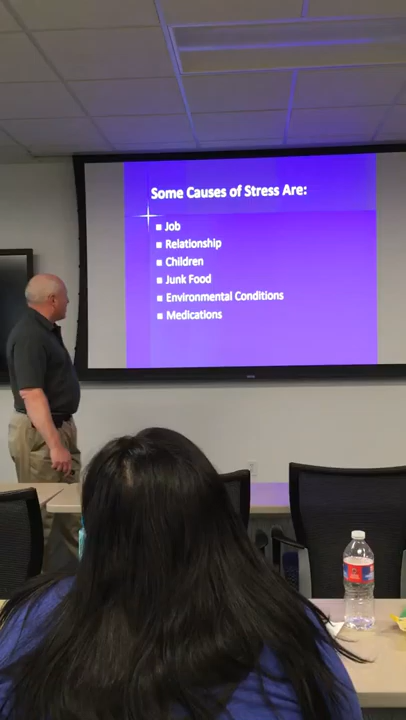 Some Causes of Stress Are:
Job
Relationship
Children
Junk Food
Environmental Conditions
Medications